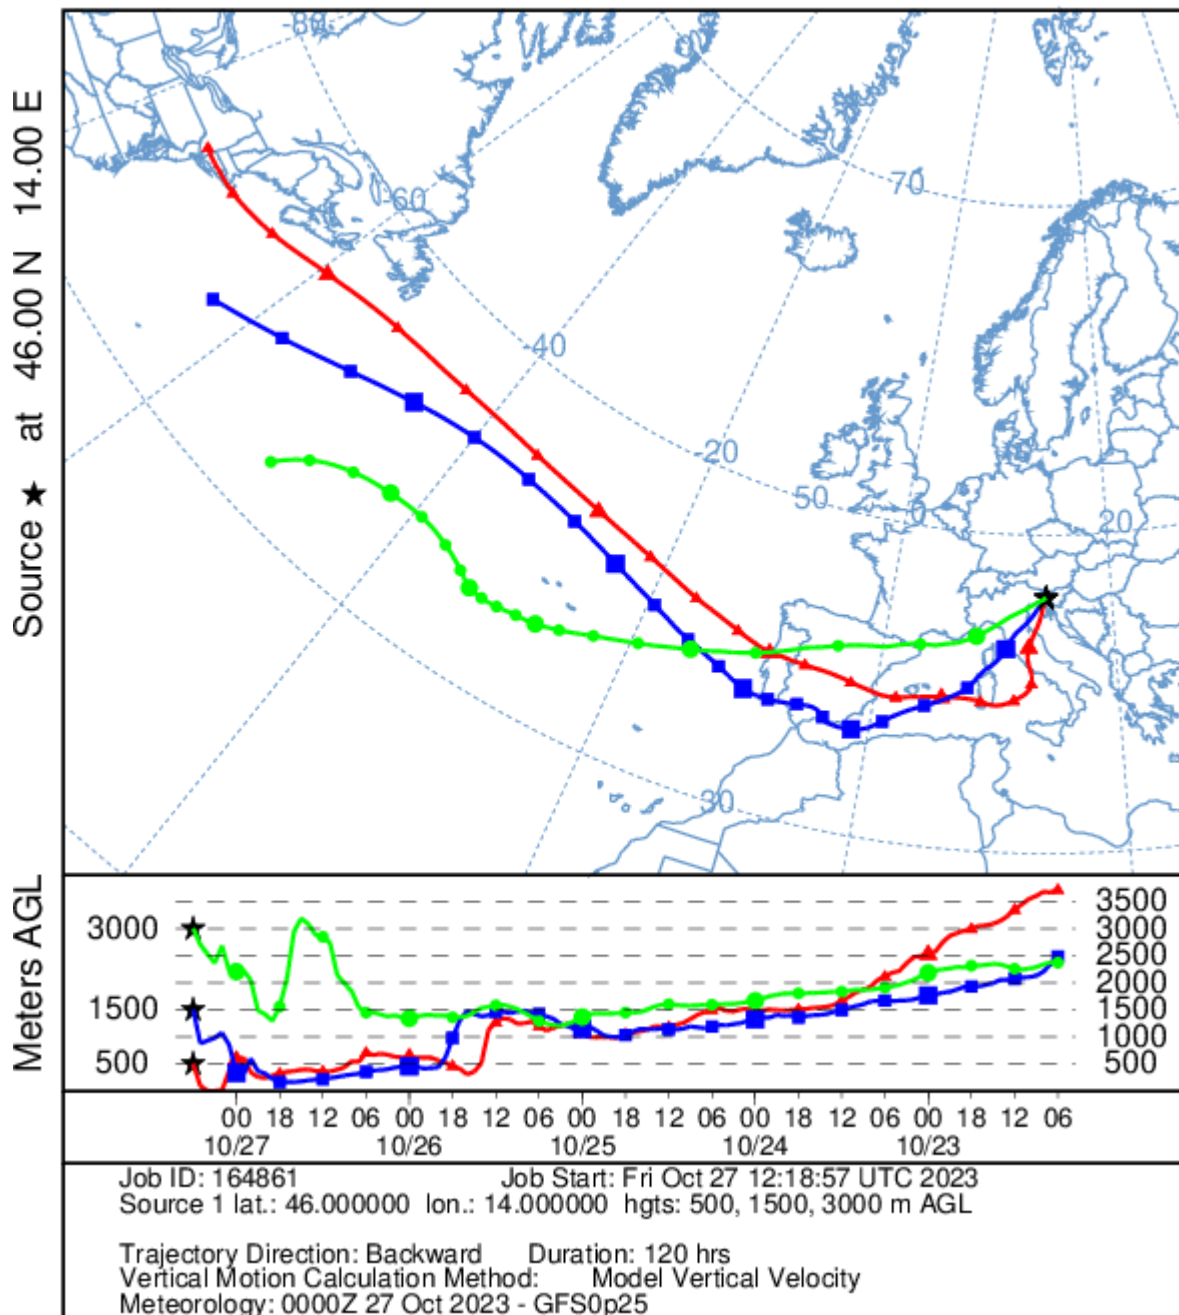 Source ★ at 46.00 N 14.00 E
-80
-60
70
-40
-20
50
0
20
30
Meters AGL
3500
3000 3000
2500
2000
1500 1500
1000
500 500
00 18 12 06 00 18 12 06 00 18 12 06 00 18 12 06 00 18 12 06
10/27 10/26 10/25 10/24 10/23
Job ID: 164861 Job Start: Fri Oct 27 12:18:57 UTC 2023
Source 1 lat.: 46.000000 lon.: 14.000000 hgts: 500, 1500, 3000 m AGL
Trajectory Direction: Backward Duration: 120 hrs
Vertical Motion Calculation Method: Model Vertical Velocity
Meteorology: 0000Z 27 Oct 2023 - GFS0p25